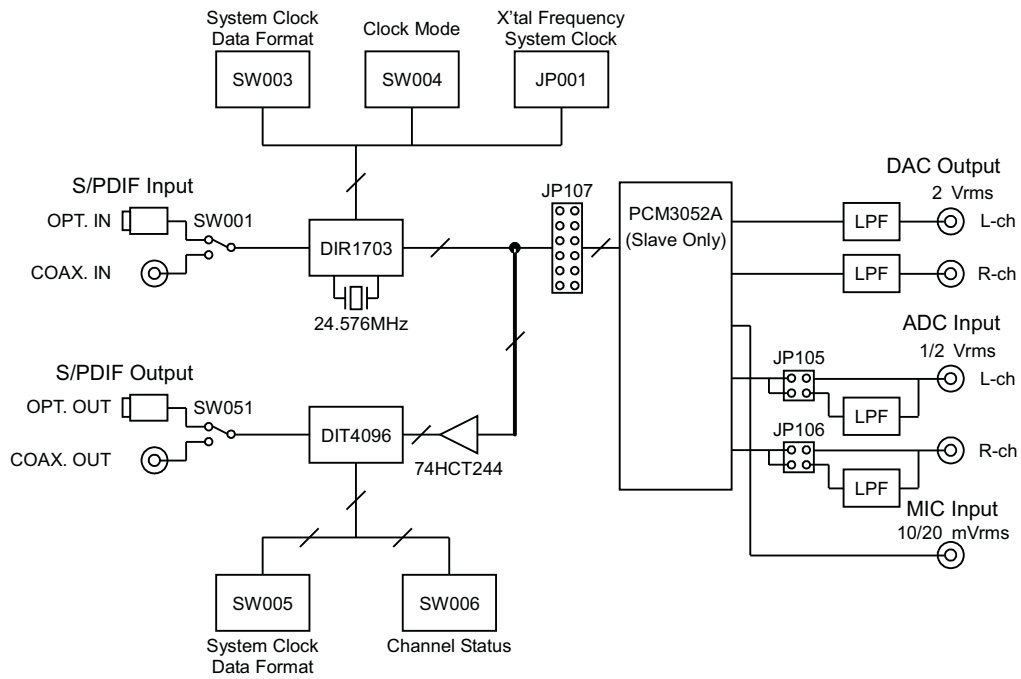 System Clock
Data Format
SW003
Clock Mode
SW004
X'tal Frequency
System Clock
JP001
S/PDIF Input
OPT. IN
SW001
COAX. IN
DIR1703
24.576MHz
JP107
PCM3052A
(Slave Only)
DAC Output
2 Vrms
LPF
L-ch
LPF
R-ch
ADC Input
1/2 Vrms
JP105
L-ch
LPF
JP106
R-ch
LPF
MIC Input
10/20 mVrms
S/PDIF Output
OPT. OUT
SW051
COAX. OUT
DIT4096
74HCT244
SW005
System Clock
Data Format
SW006
Channel Status